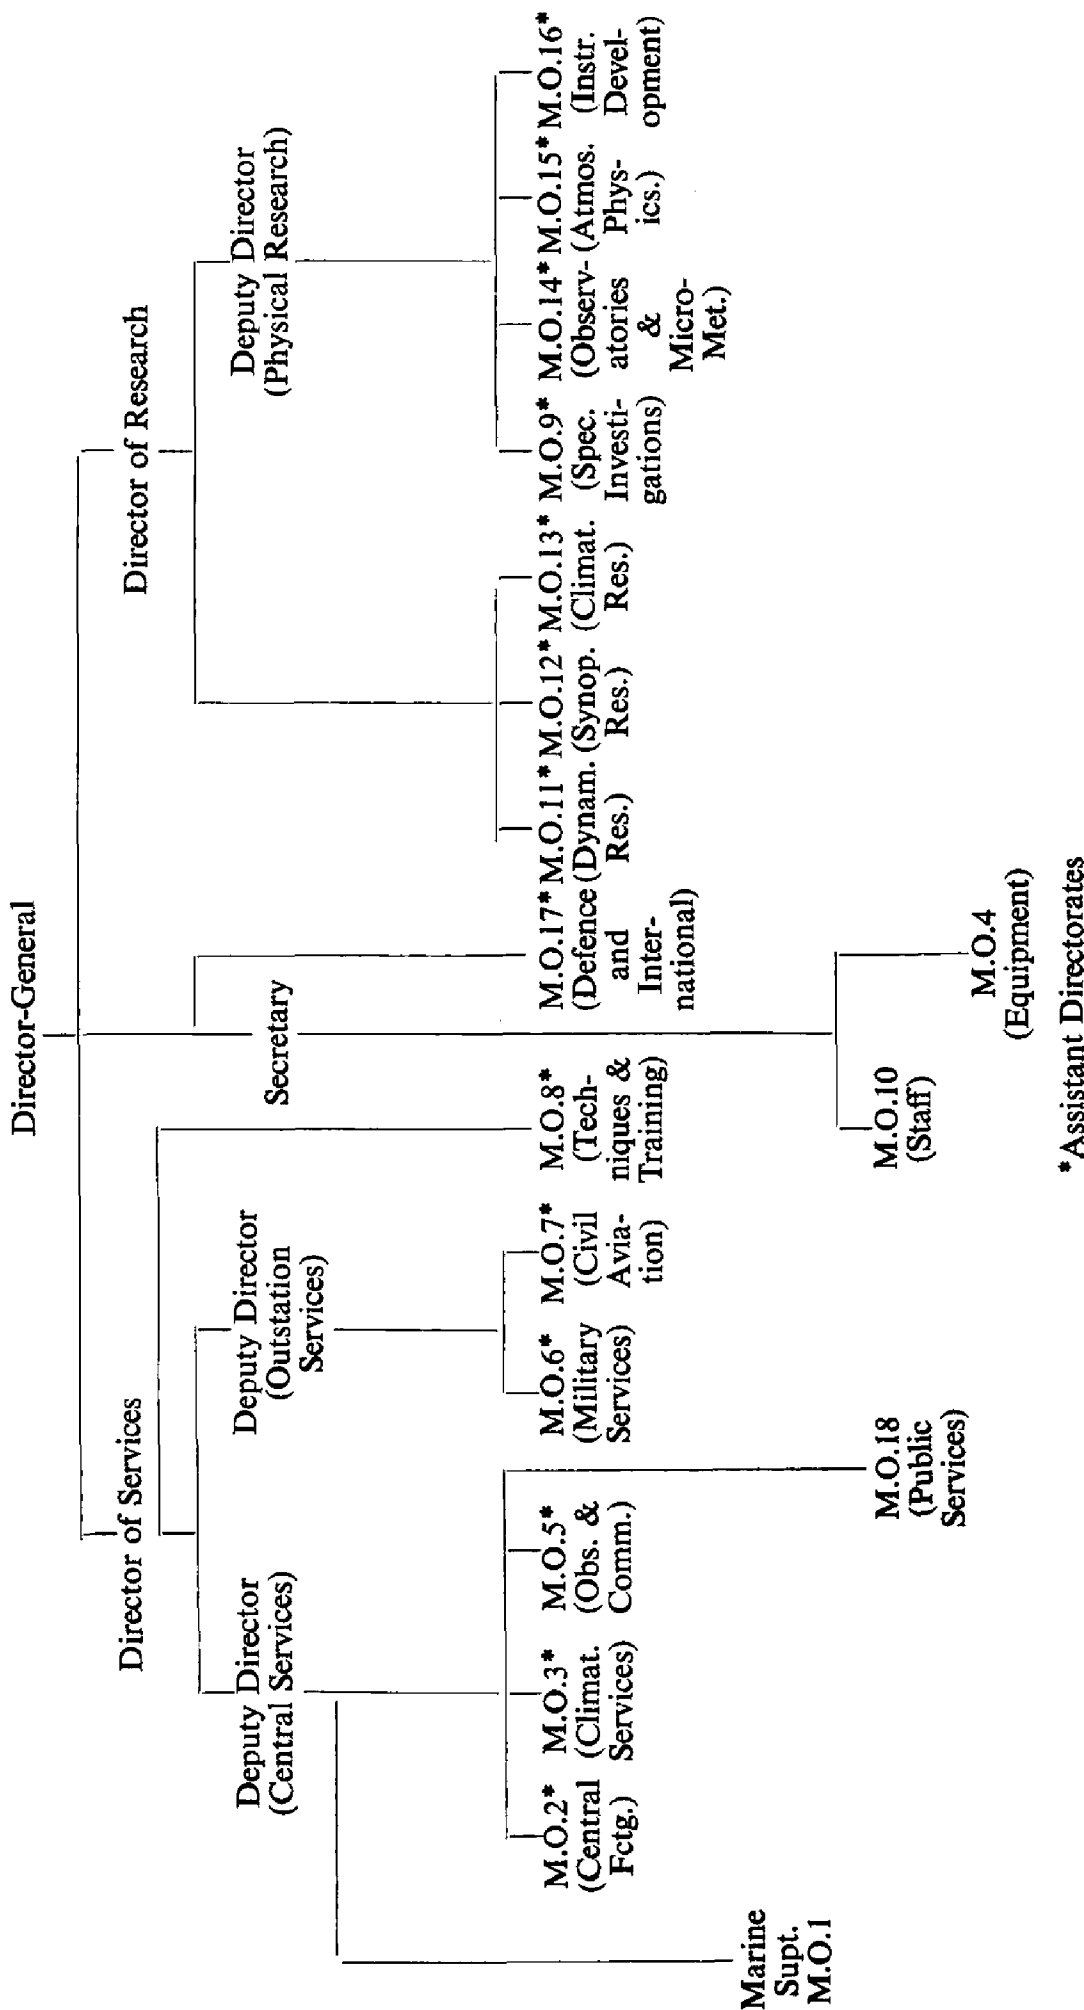 Director-General
Director of Services
Secretary
Director of Research
Deputy Director
(Central Services)
Deputy Director
(Outstation
Services)
Deputy Director
(Physical Research)
M.O.2*
(Central
Fctg.)
M.O.3*
(Climat.
Services)
M.O.5*
(Obs. &
Comm.)
M.O.6*
(Military
Services)
M.O.7*
(Civil
Avia-
tion)
M.O.8*
(Tech-
niques &
Training)
M.O.17*
(Defence
and
Inter-
national)
M.O.11*
(Dynam.
Res.)
M.O.12*
(Synop.
Res.)
M.O.13*
(Climat.
Res.)
M.O.9*
(Spec.
Investi-
gations)
M.O.14*
(Observ-
atories
&
Micro-
Met.)
M.O.15*
(Atmos.
Phys-
ics.)
M.O.16*
(Instr.
Devel-
opment)
Marine
Supt.
M.O.1
M.O.18
(Public
Services)
M.O.10
(Staff)
M.O.4
(Equipment)
*Assistant Directorates